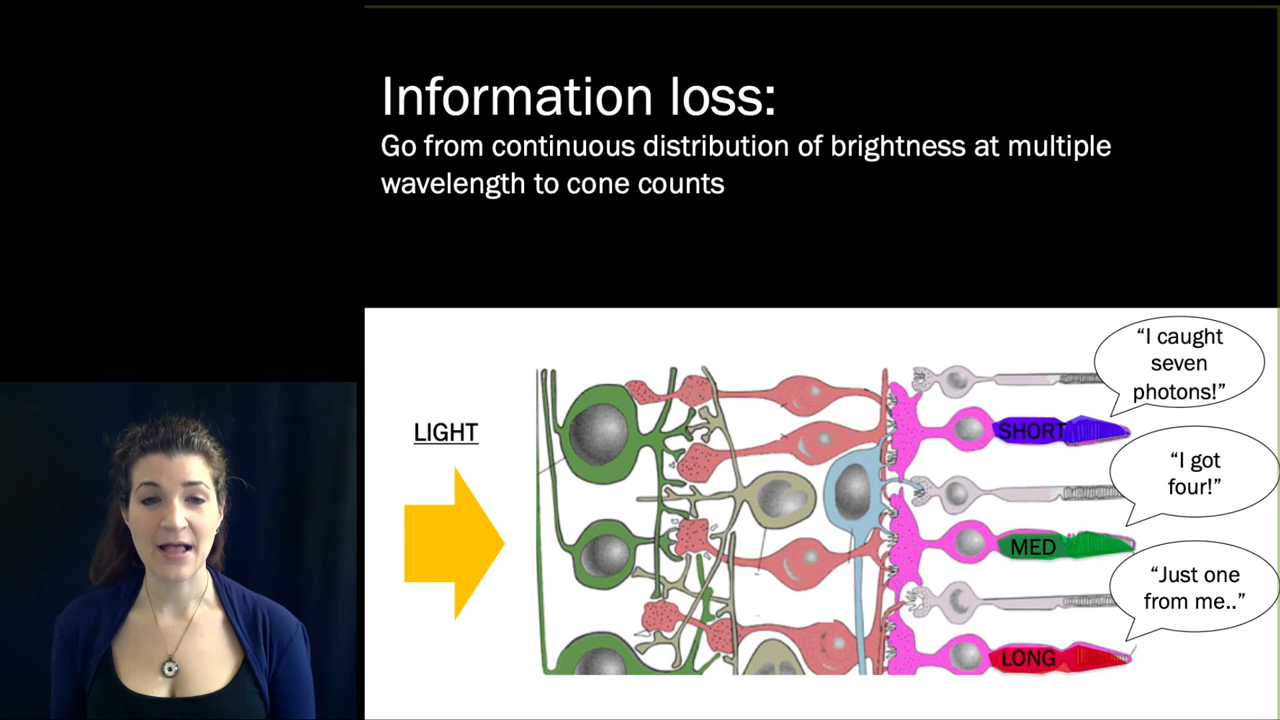 Information loss:
Go from continuous distribution of brightness at multiple
wavelength to cone counts
LIGHT
“I caught
seven
photons!”
SHORT
“I got
four!”
MED
“Just one
from me..”
LONG